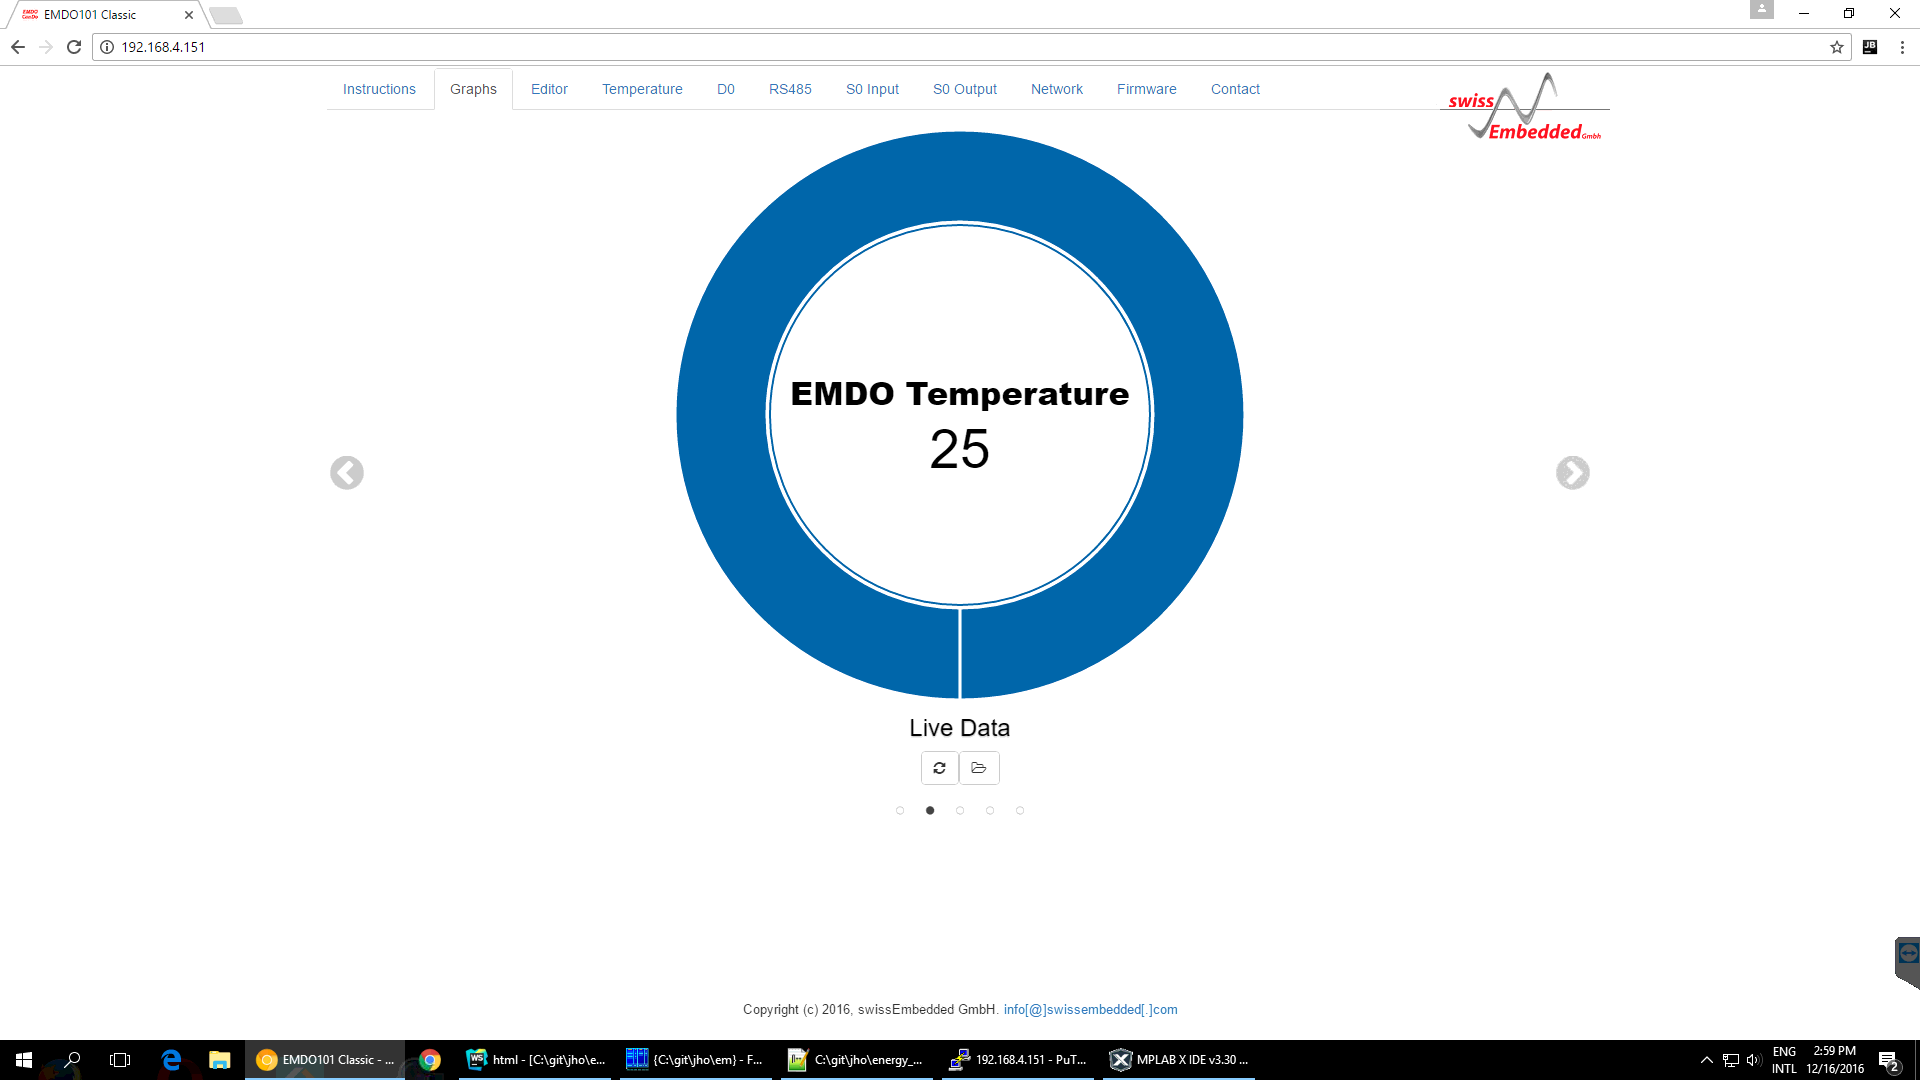 EMDO101 Classic
192.168.4.151
Instructions Graphs Editor Temperature D0 RS485 S0 Input S0 Output Network Firmware Contact
swiss
Embedded GmbH
EMDO Temperature
25
Live Data
Copyright (c) 2016, swissEmbedded GmbH. info[@]swissembedded[.]com
EMDO101 Classic - ...
html - [C:\git\jho\e...
{C:\git\jho\em} - F...
C:\git\jho\energy_...
192.168.4.151 - PuT...
MPLAB X IDE v3.30 ...
ENG
INTL
2:59 PM
12/16/2016
2
JB
WS